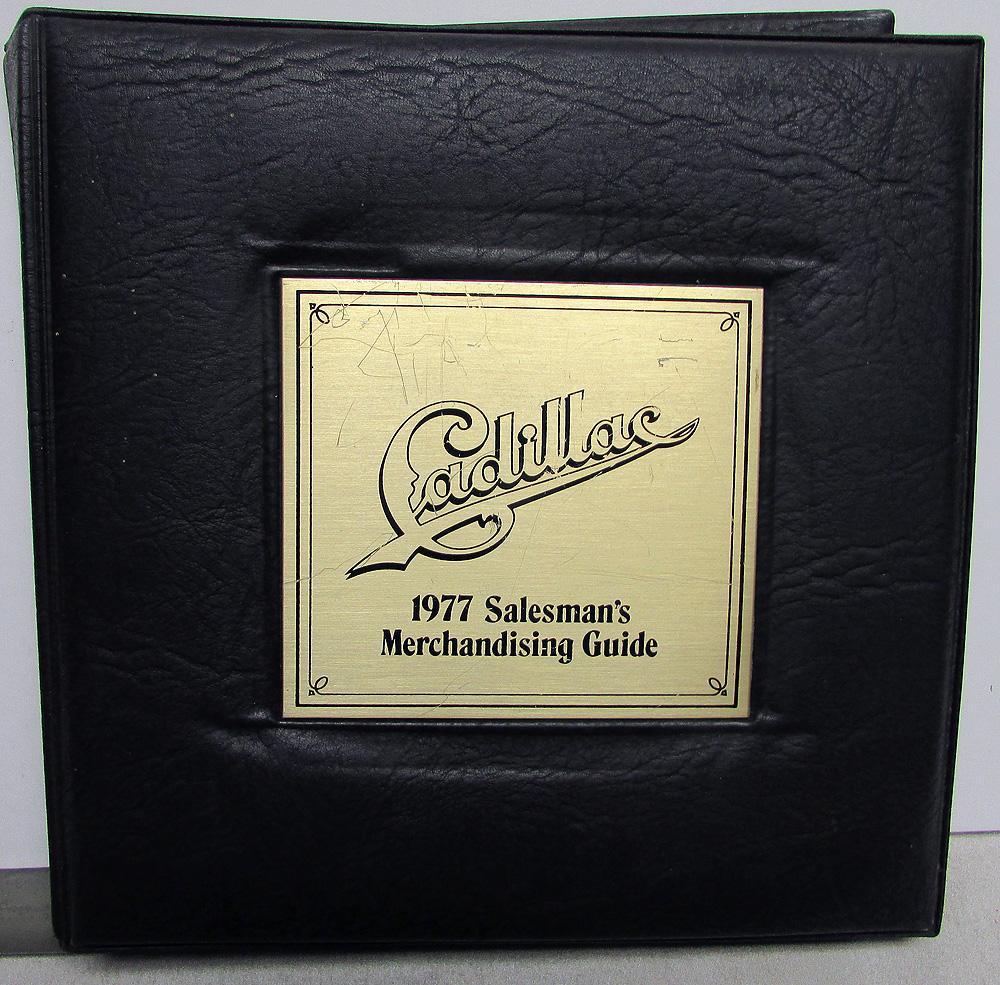 Cadillac
1977 Salesman's
Merchandising Guide